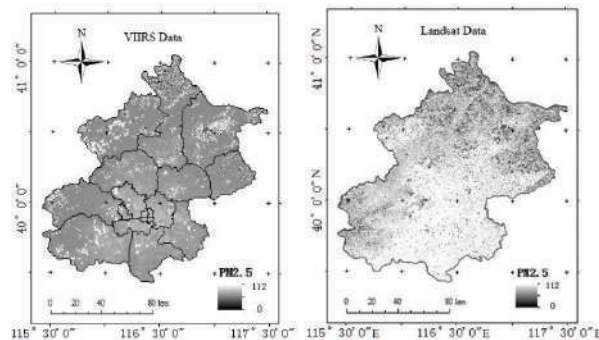 N
VIIRS Data
41° 0′ 0″
40° 0′ 0″
PM2.5
112
0
0 20 40 60 80 km
115° 30′ 0″
116° 30′ 0″
117° 30′ 0″
N
Landsat Data
41° 0′ 0″N
40° 0′ 0″N
PM2.5
112
0
0 20 40 80 km
115° 30′ 0″E
116° 30′ 0″E
117° 30′ 0″E